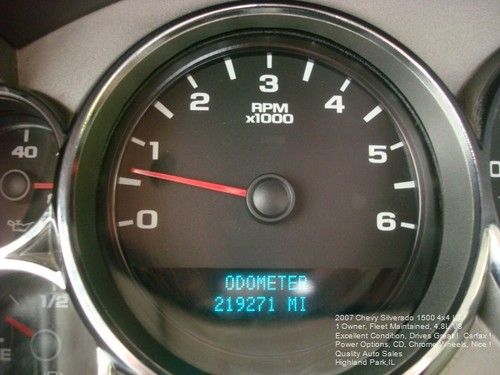 3
2
4
RPM
x1000
40
1
5
0
6
ODOMETER
219271 MI
1/2
2007 Chevy Silverado 1500 4x4
1 Owner, Fleet Maintained, 4.8L V8
Excellent Condition, Drives Great ! Carfax !
Power Options, CD, Chrome Wheels, Nice !
Quality Auto Sales
Highland Park,IL